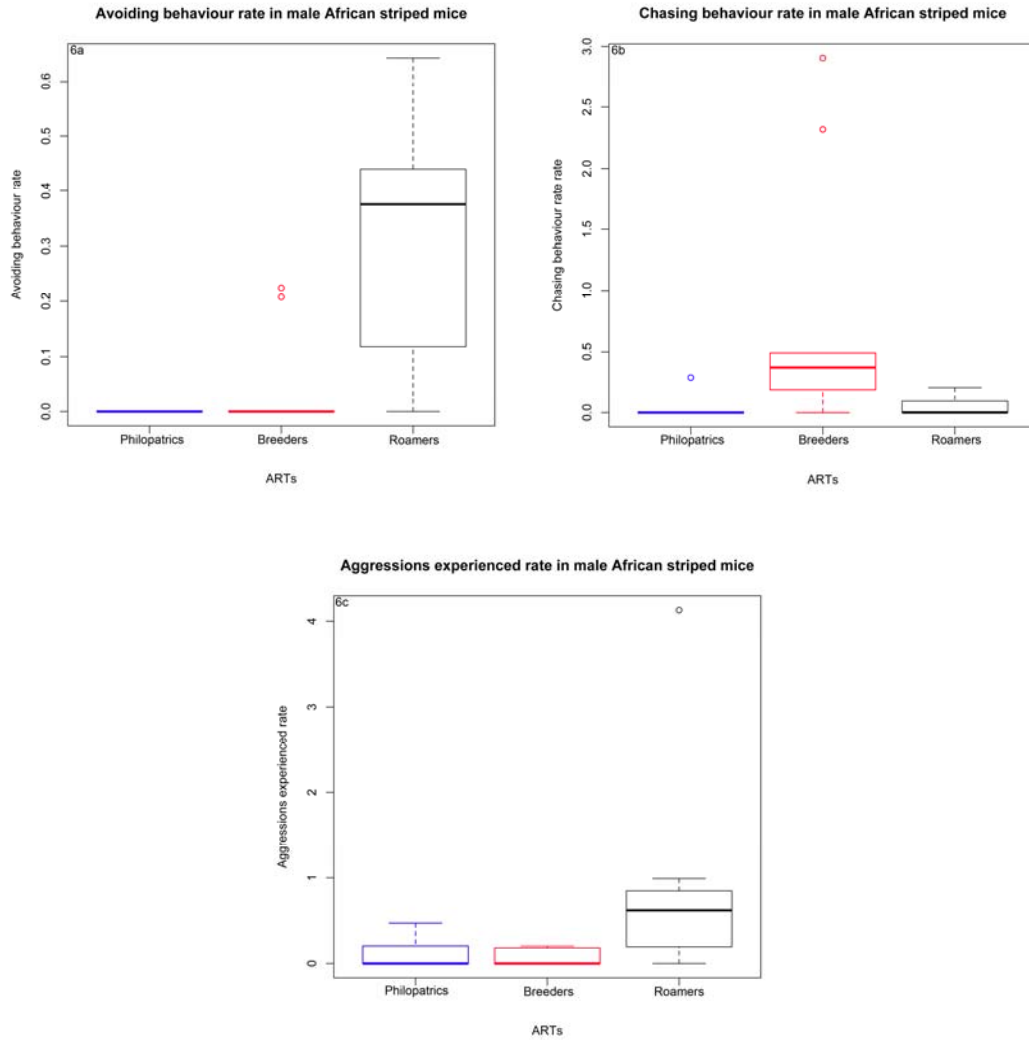 Avoiding behaviour rate in male African striped mice
6a
Avoiding behaviour rate
0.6
0.5
0.4
0.3
0.2
0.1
0.0
Philopatrics Breeders Roamers
ARTs
Chasing behaviour rate in male African striped mice
6b
Chasing behaviour rate rate
3.0
2.5
2.0
1.5
1.0
0.5
0.0
Philopatrics Breeders Roamers
ARTs
Aggressions experienced rate in male African striped mice
6c
Aggressions experienced rate
4
3
2
1
0
Philopatrics Breeders Roamers
ARTs